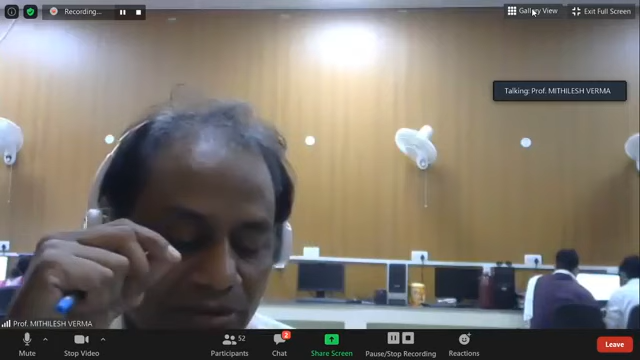 Recording...
Gallery View
Exit Full Screen
Talking: Prof. MITHILESH VERMA
Prof. MITHILESH VERMA
52
2
Mute
Stop Video
Participants
Chat
Share Screen
Pause/Stop Recording
Reactions
Leave